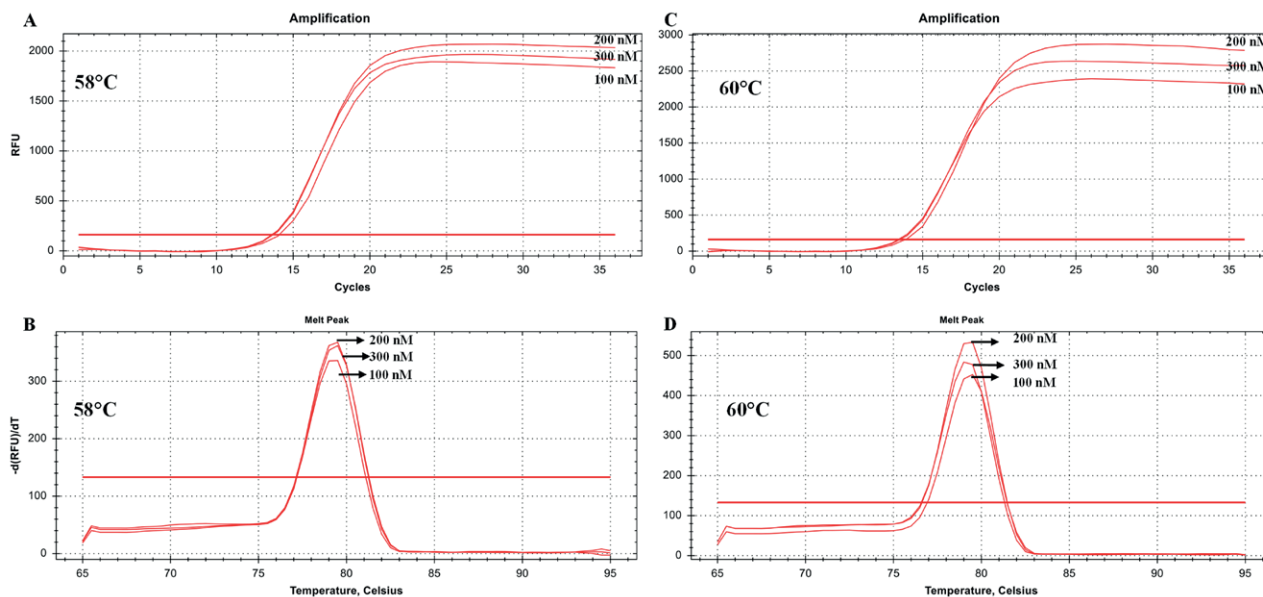 A
Amplification
2000
1500
1000
500
0
RFU
58°C
200 nM
300 nM
100 nM
0 5 10 15 20 25 30 35
Cycles
C
Amplification
3000
2500
2000
1500
1000
500
0
60°C
200 nM
300 nM
100 nM
0 5 10 15 20 25 30 35
Cycles
B
Melt Peak
300
200
100
0
-d(RFU)/dT
58°C
200 nM
300 nM
100 nM
65 70 75 80 85 90 95
Temperature, Celsius
D
Melt Peak
500
400
300
200
100
0
60°C
200 nM
300 nM
100 nM
65 70 75 80 85 90 95
Temperature, Celsius